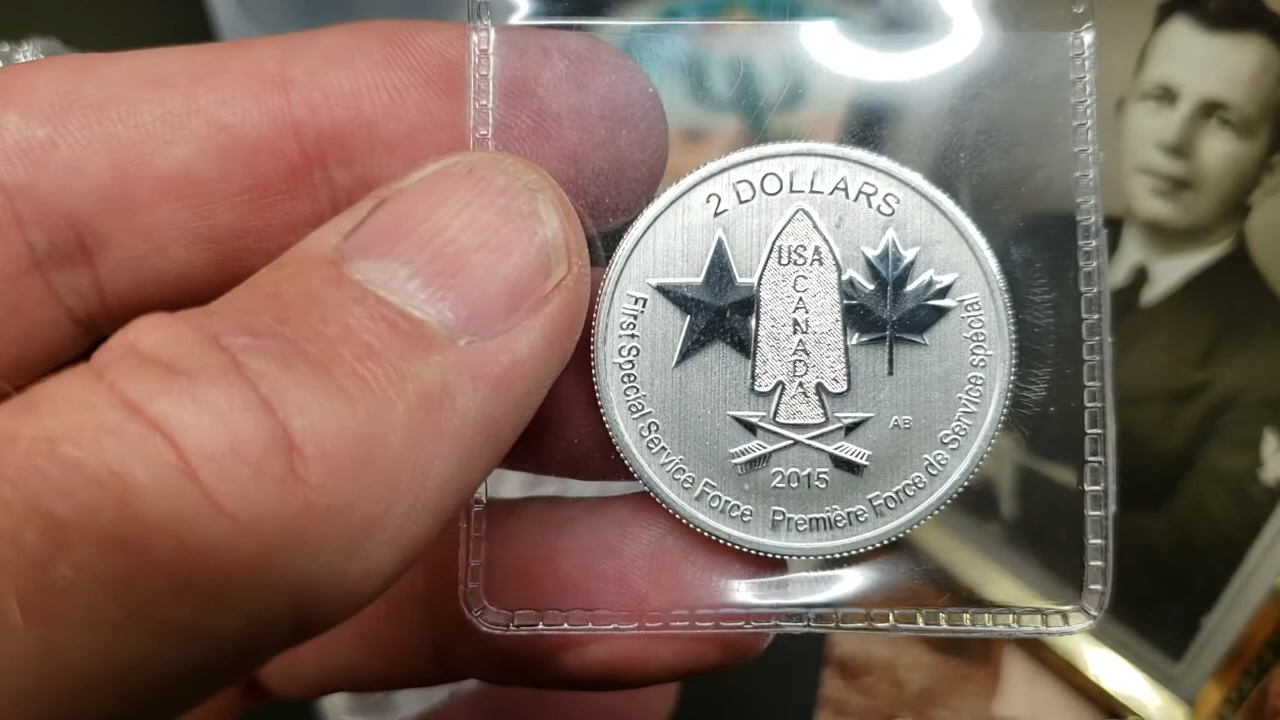 2 DOLLARS
USA
CANADA
AB
2015
First Special Service Force
Première Force de Service spécial